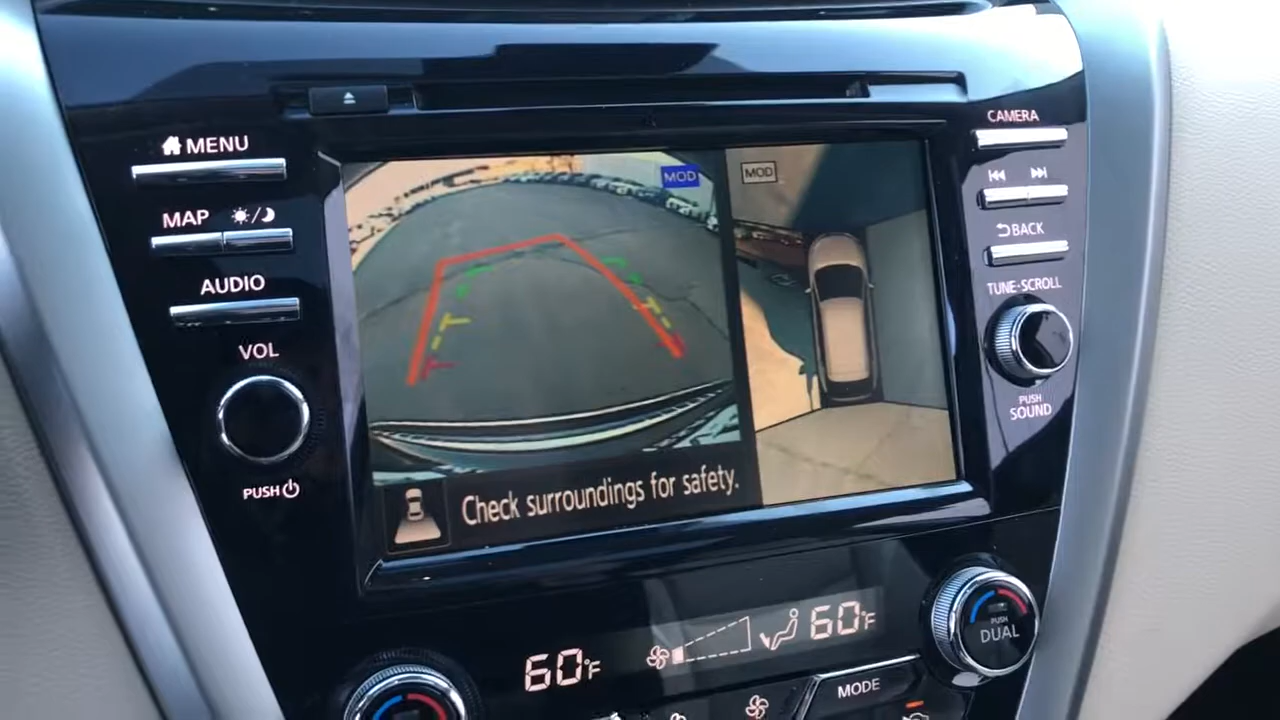 MENU
MAP
AUDIO
VOL
PUSH
MOD
MOD
Check surroundings for safety.
CAMERA
BACK
TUNE·SCROLL
PUSH
SOUND
60°F
60°F
PUSH
DUAL
MODE